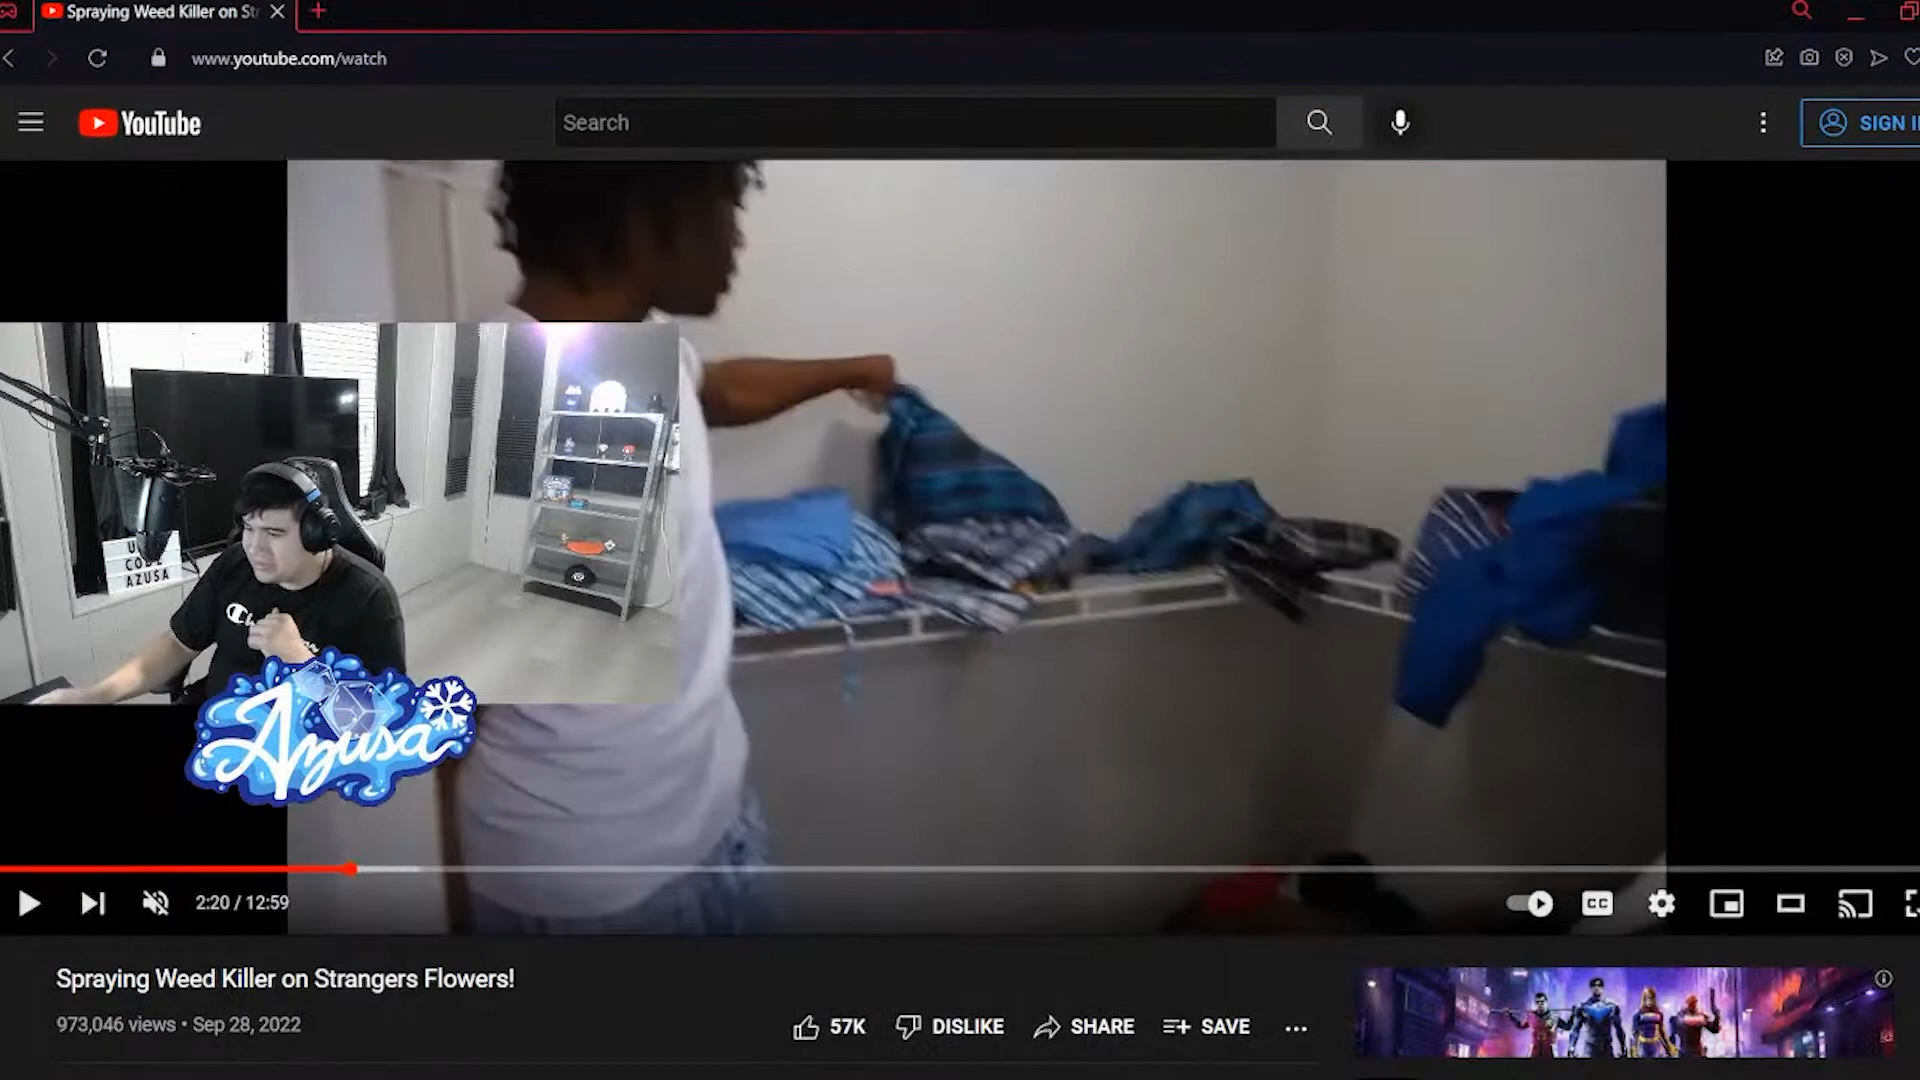 Spraying Weed Killer on St
www.youtube.com/watch
YouTube
Search
SIGN I
CODE
AZUSA
Azusa
2:20 / 12:59
CC
Spraying Weed Killer on Strangers Flowers!
973,046 views • Sep 28, 2022
57K
DISLIKE
SHARE
SAVE